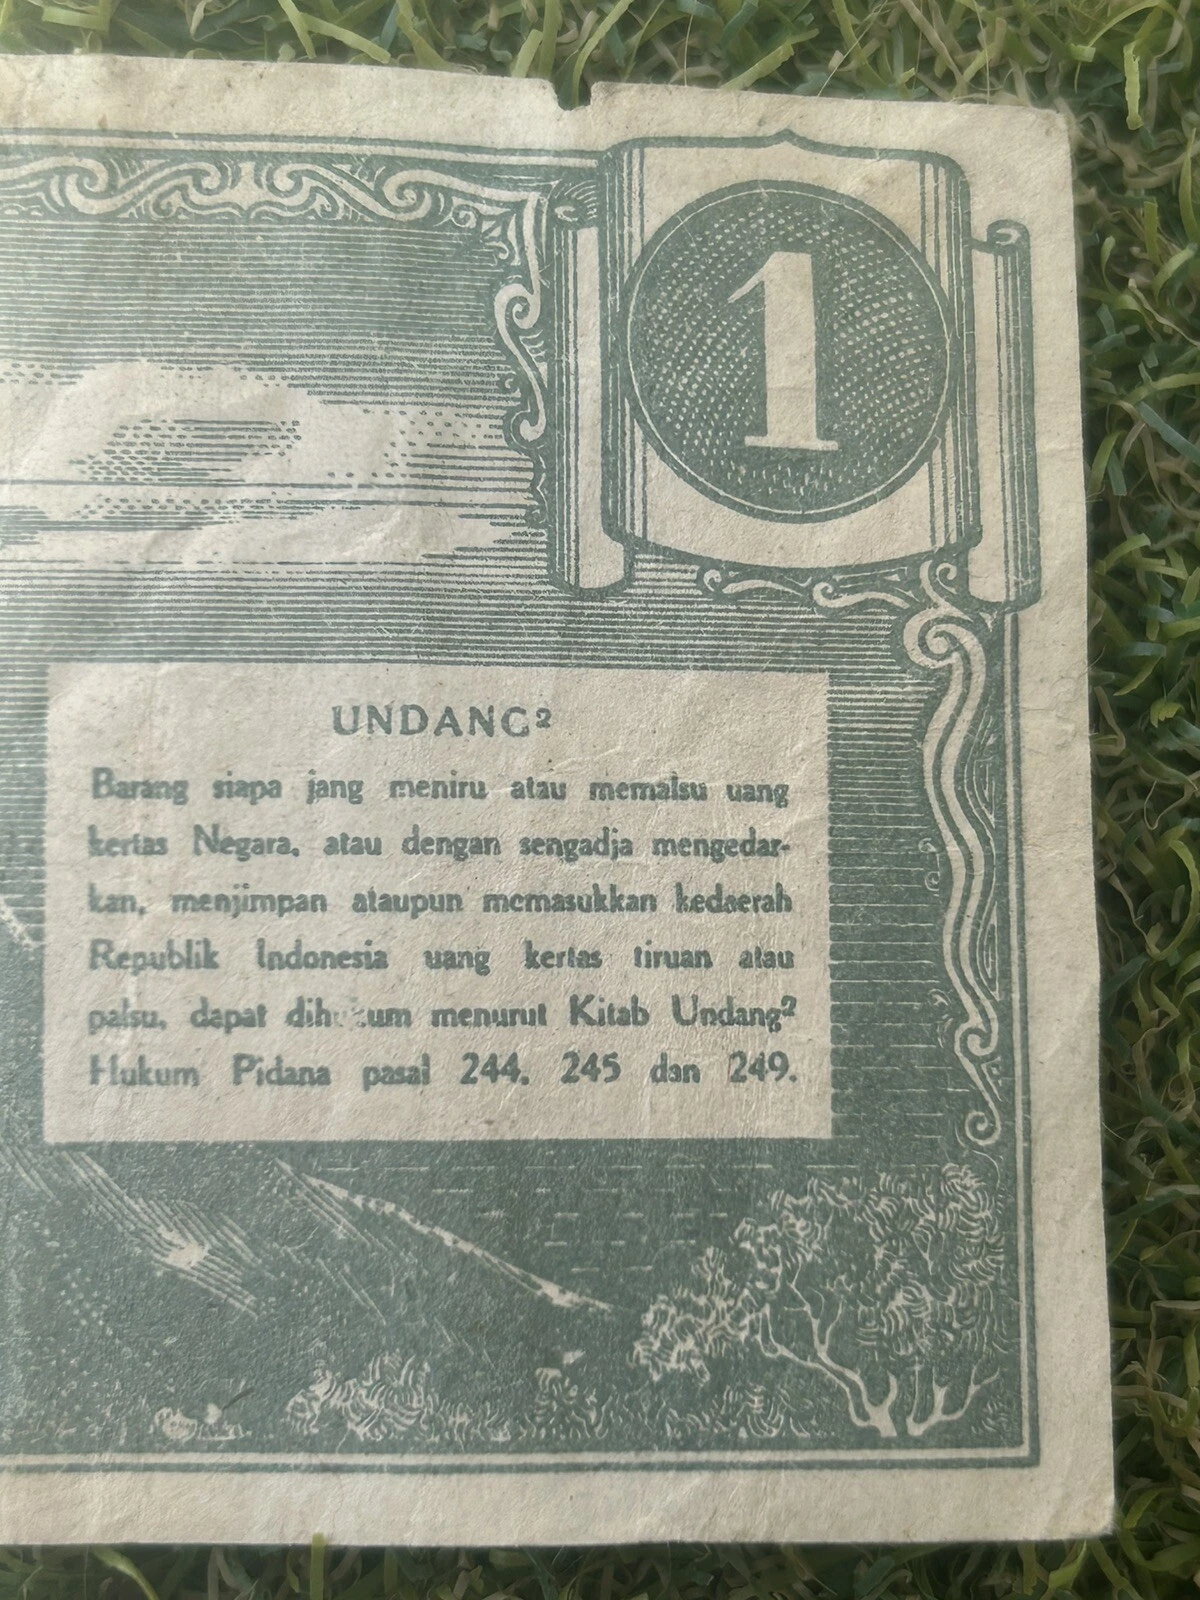 1
UNDANG²
Barang siapa jang meniru atau memalsu uang
kertas Negara, atau dengan sengadja mengedar-
kan, menjimpan ataupun memasukkan kedaerah
Republik Indonesia uang kertas tiruan atau
palsu, dapat dihukum menurut Kitab Undang²
Hukum Pidana pasal 244, 245 dan 249.